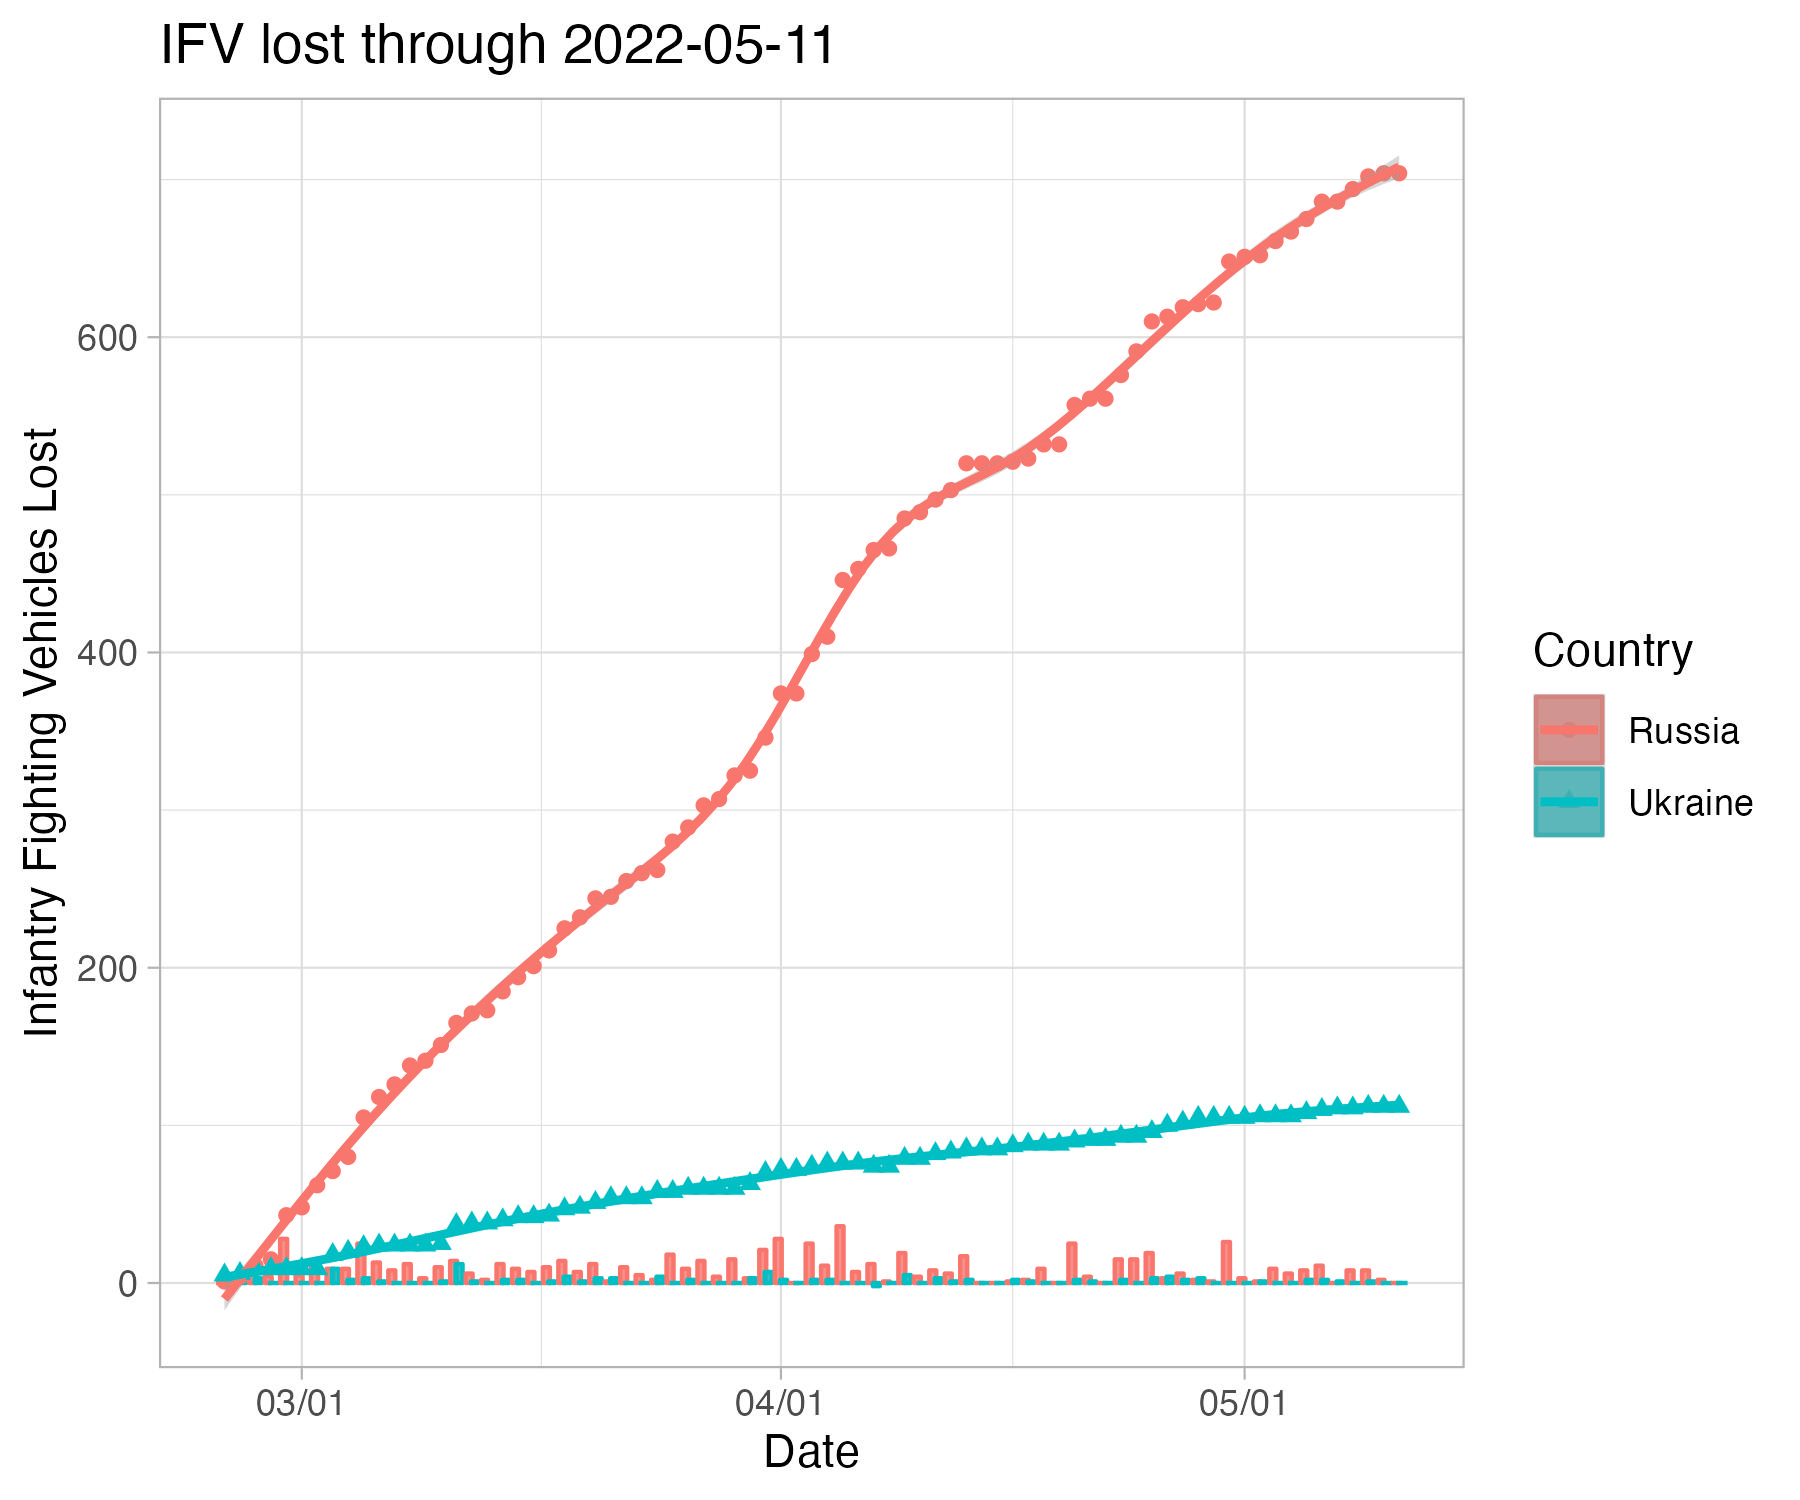 IFV lost through 2022-05-11
Infantry Fighting Vehicles Lost
600
400
200
0
03/01
04/01
05/01
Date
Country
Russia
Ukraine